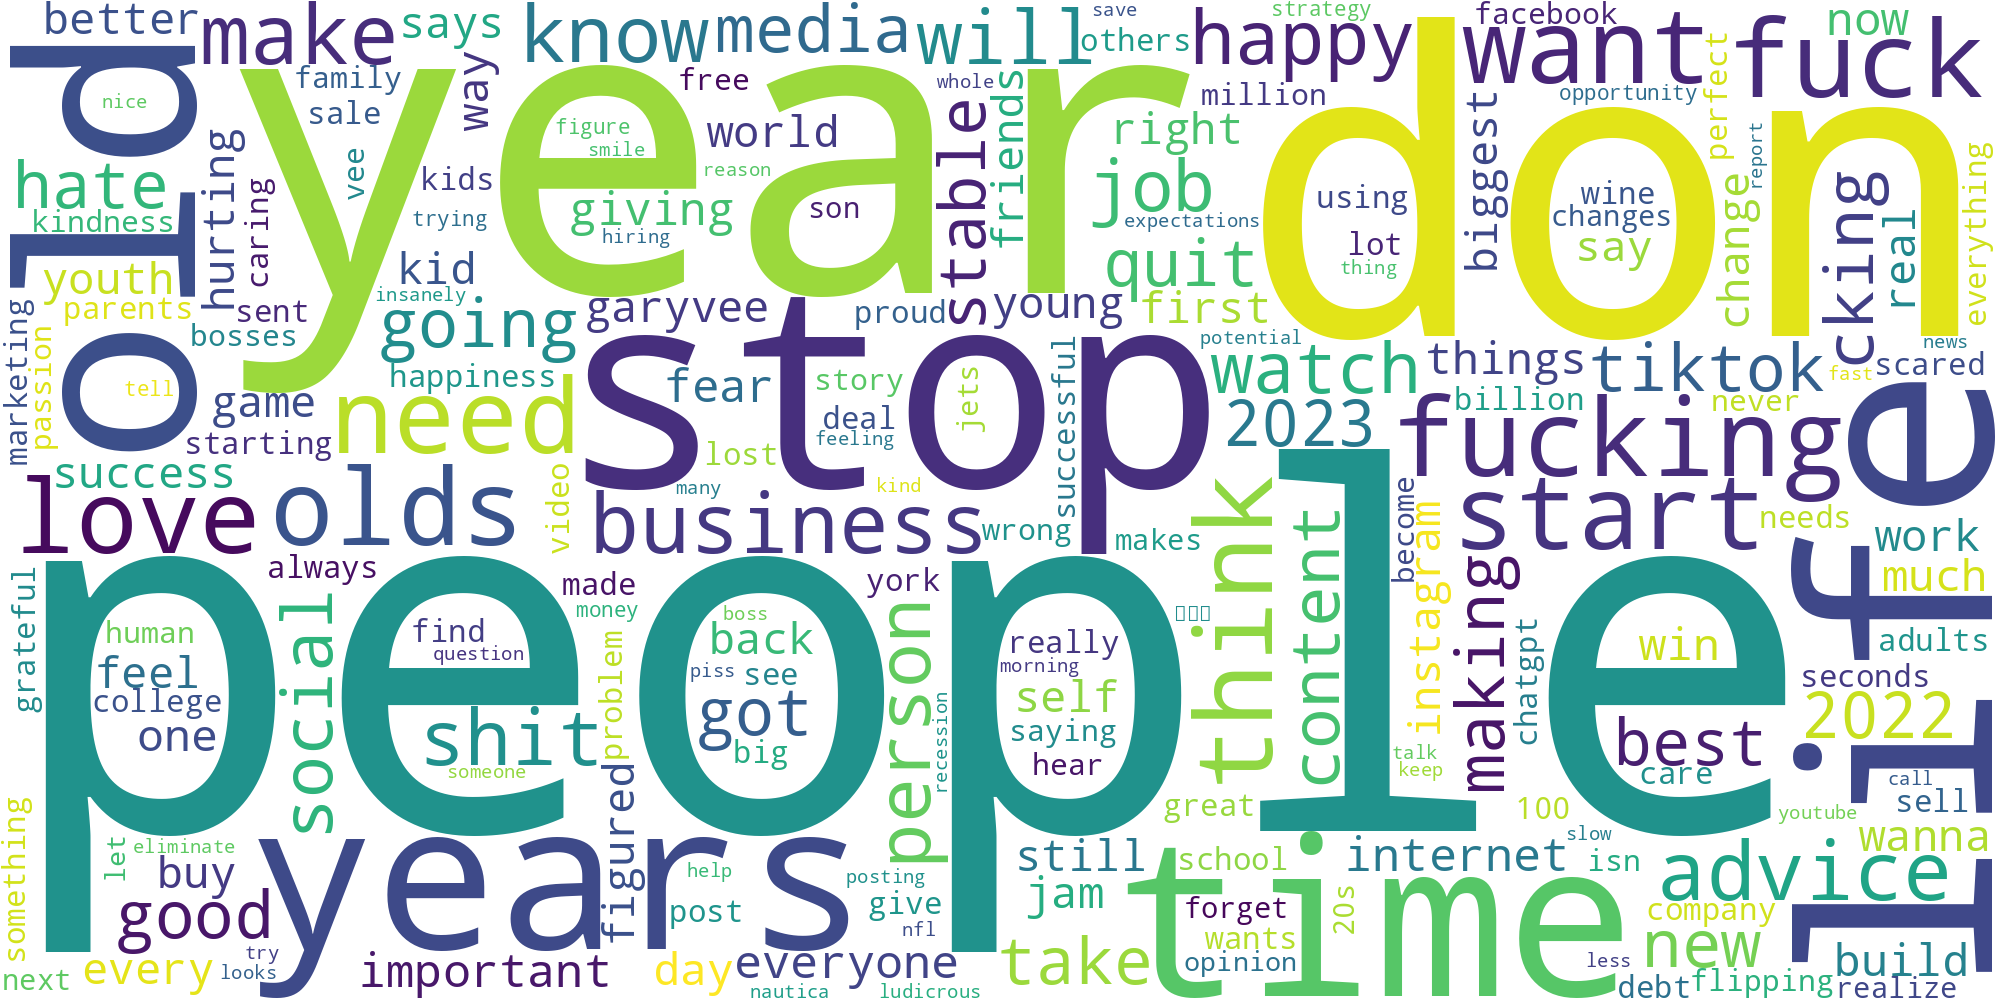 better
make
says
know
media
will
save
others
strategy
happy
facebook
want
fuck
now
old
year
family
sale
way
free
world
whole
million
opportunity
perfect
don
nice
hate
kindness
hurting
caring
vee
kids
trying
figure
smile
giving
hiring
reason
son
stable
friends
right
job
expectations
quit
using
lot
thing
biggest
wine
changes
say
change
report
cking
real
everything
youth
parents
sent
bosses
kid
insanely
going
garyvee
proud
young
first
marketing
passion
tell
game
starting
happiness
need
stop
fear
story
deal
feeling
jets
lost
successful
potential
watch
2023
things
billion
tiktok
never
fast
news
scared
life
success
love
olds
video
business
many
kind
wrong
makes
think
content
become
fucking
start
needs
work
much
people
grateful
human
feel
college
one
always
social
find
question
shit
someone
made
money
problem
boss
back
piss
see
got
big
york
person
recession
really
morning
self
saying
hear
instagram
talk
keep
making
chatgpt
win
best
care
adults
seconds
2022
call
sell
youtube
wanna
something
let
eliminate
buy
good
try
looks
next
every
years
figured
important
help
post
day
posting
give
nfl
everyone
nautica
ludicrous
great
still
jam
take
school
forget
wants
opinion
time
20s
100
internet
slow
isn
less
advice
company
new
debt
flipping
build
realize